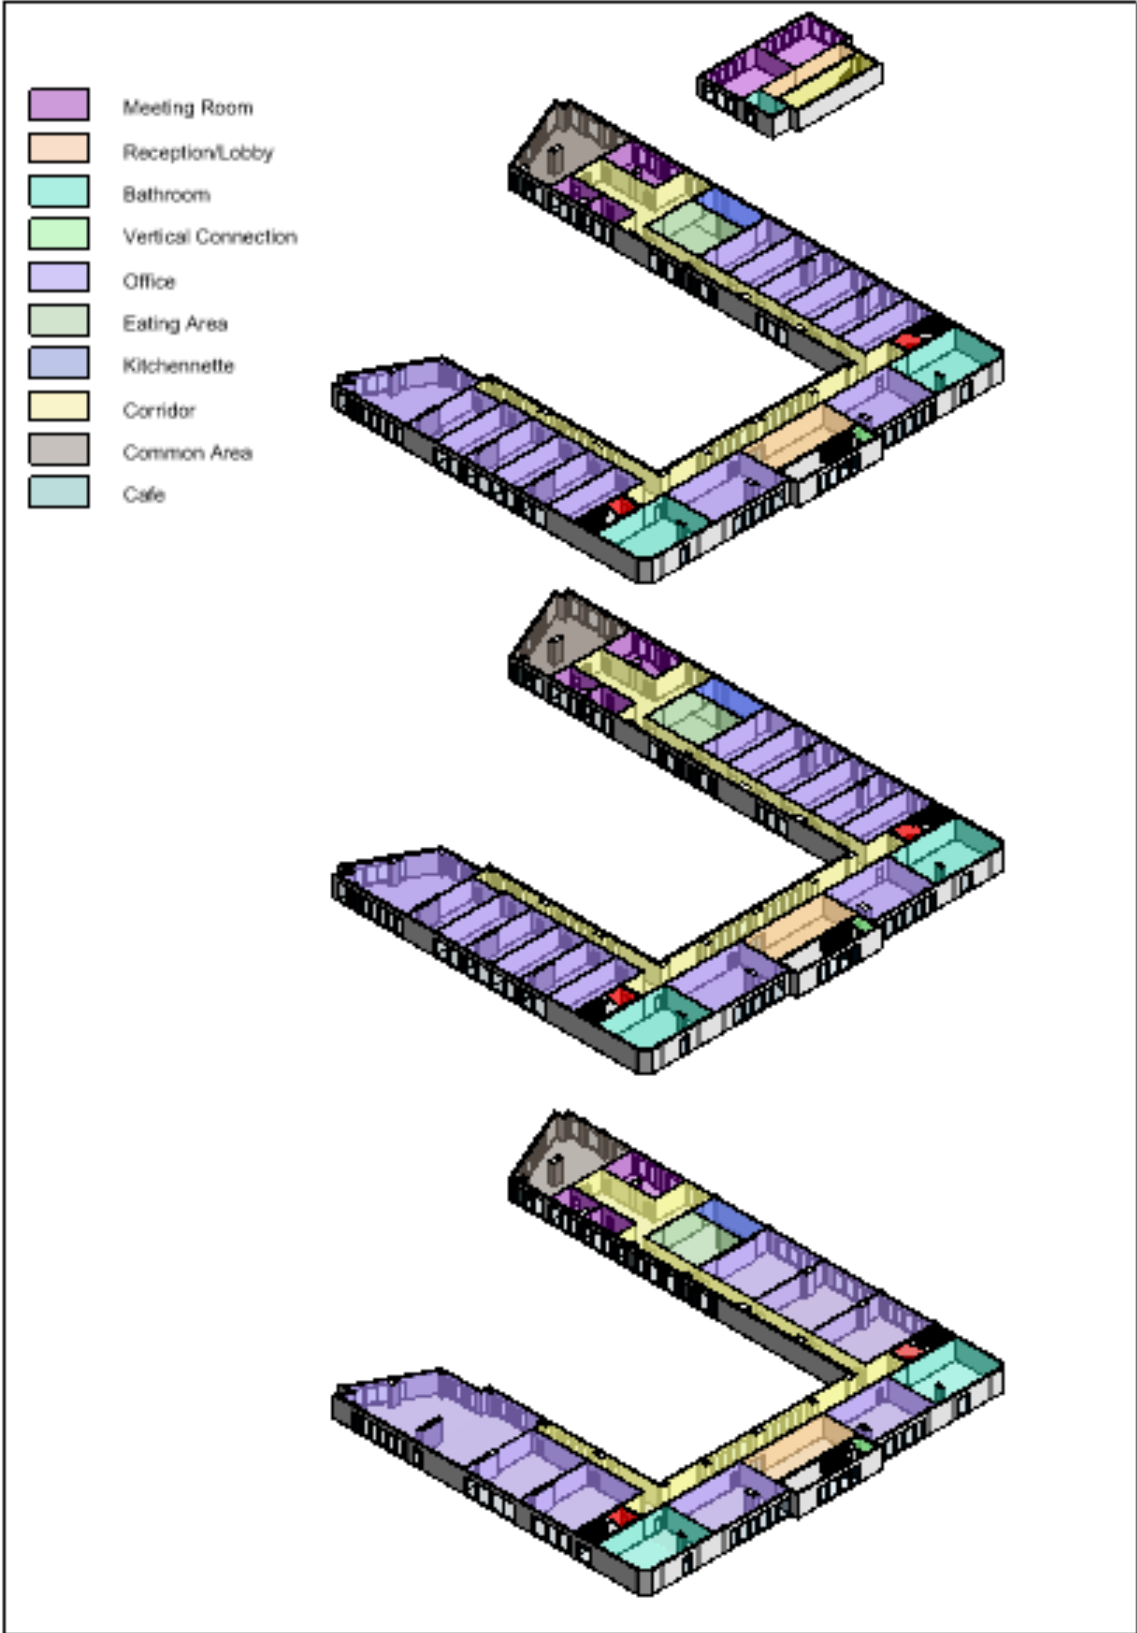 Meeting Room
Reception/Lobby
Bathroom
Vertical Connection
Office
Eating Area
Kitchennette
Corridor
Common Area
Cafe